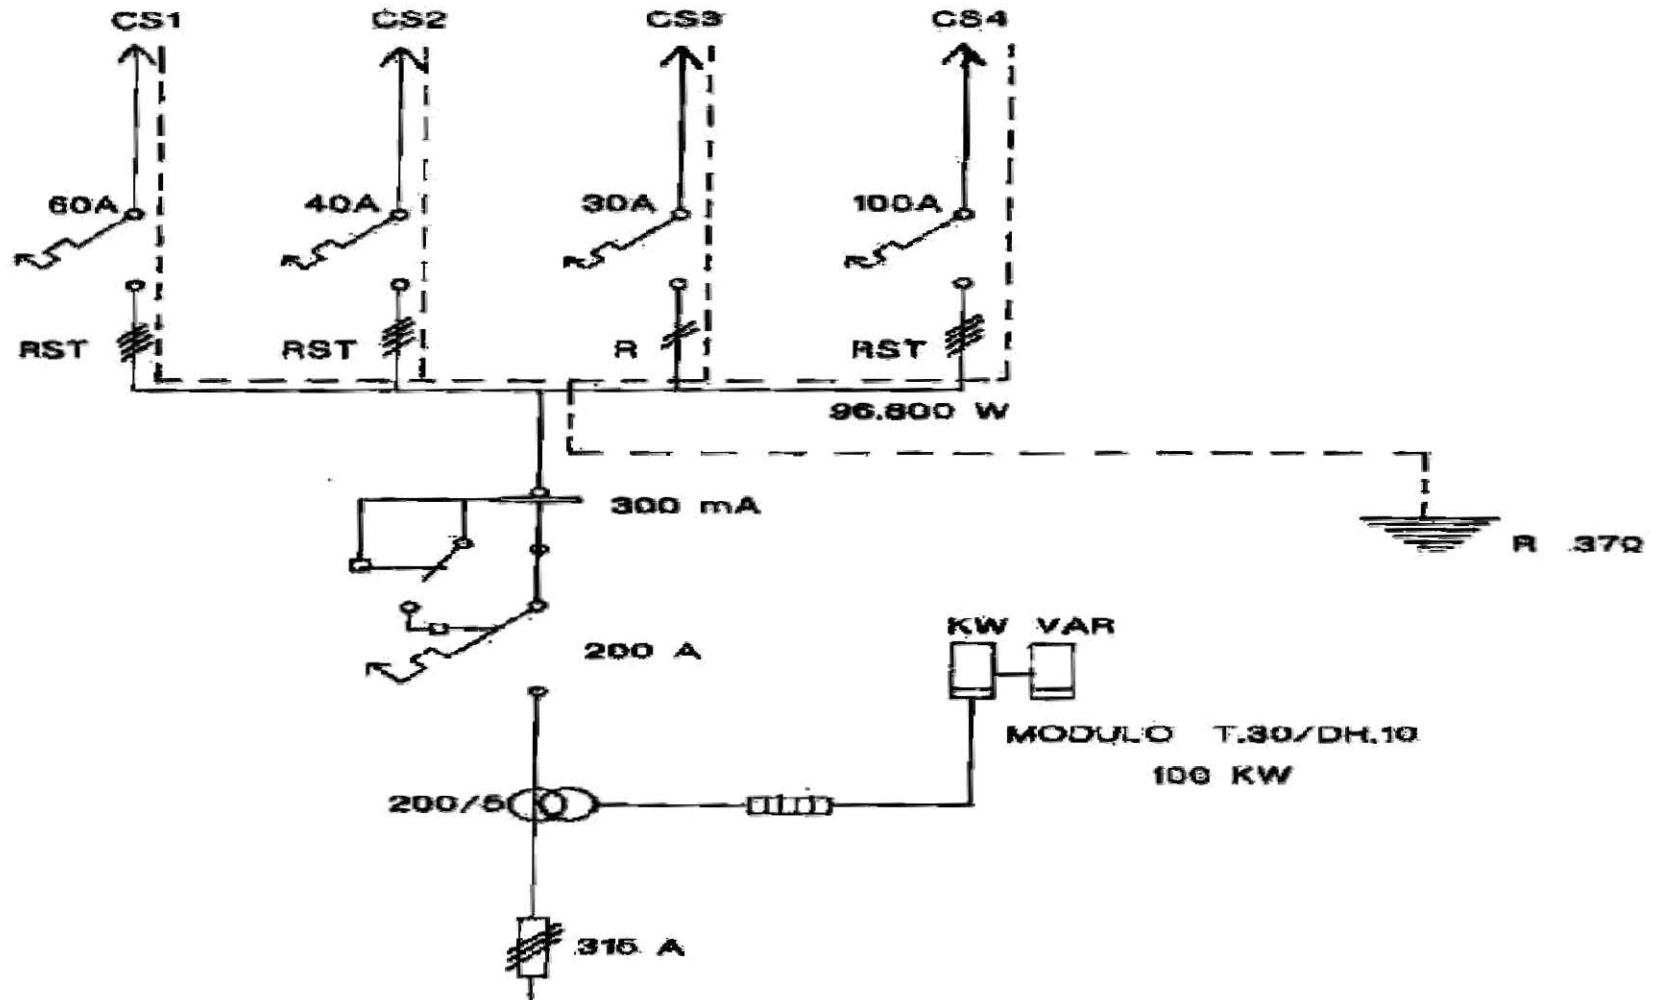 CS1 CS2 CS3 CS4
60A 40A 30A 100A
RST RST R RST
96.800 W
300 mA
R .37Ω
200 A
KW VAR
MODULO T.30/DH.10
100 KW
200/5
315 A